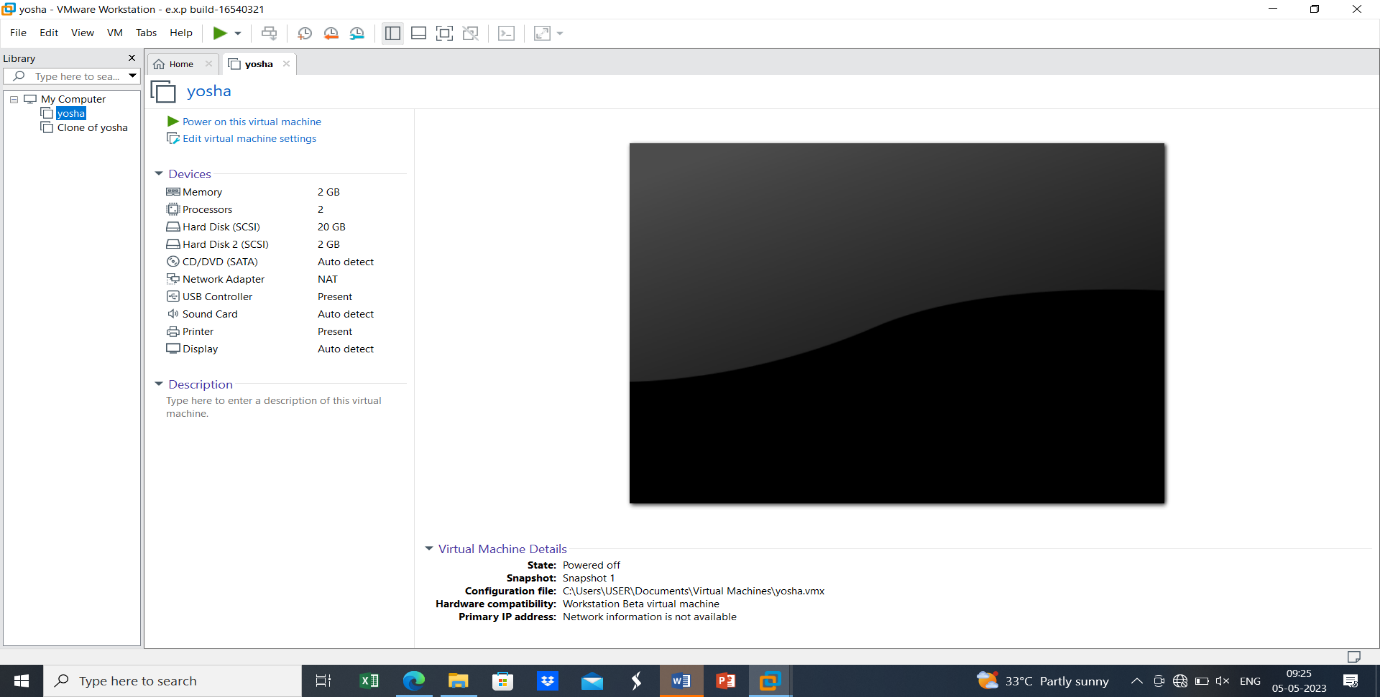 yosha - VMware Workstation - e.x.p build-16540321
File Edit View VM Tabs Help
Library
Type here to sea...
My Computer
yosha
Clone of yosha
Home
yosha
yosha
Power on this virtual machine
Edit virtual machine settings
Devices
Memory 2 GB
Processors 2
Hard Disk (SCSI) 20 GB
Hard Disk 2 (SCSI) 2 GB
CD/DVD (SATA) Auto detect
Network Adapter NAT
USB Controller Present
Sound Card Auto detect
Printer Present
Display Auto detect
Description
Type here to enter a description of this virtual
machine.
Virtual Machine Details
State: Powered off
Snapshot: Snapshot 1
Configuration file: C:\Users\USER\Documents\Virtual Machines\yosha.vmx
Hardware compatibility: Workstation Beta virtual machine
Primary IP address: Network information is not available
Type here to search
33°C Partly sunny
ENG
09:25
05-05-2023